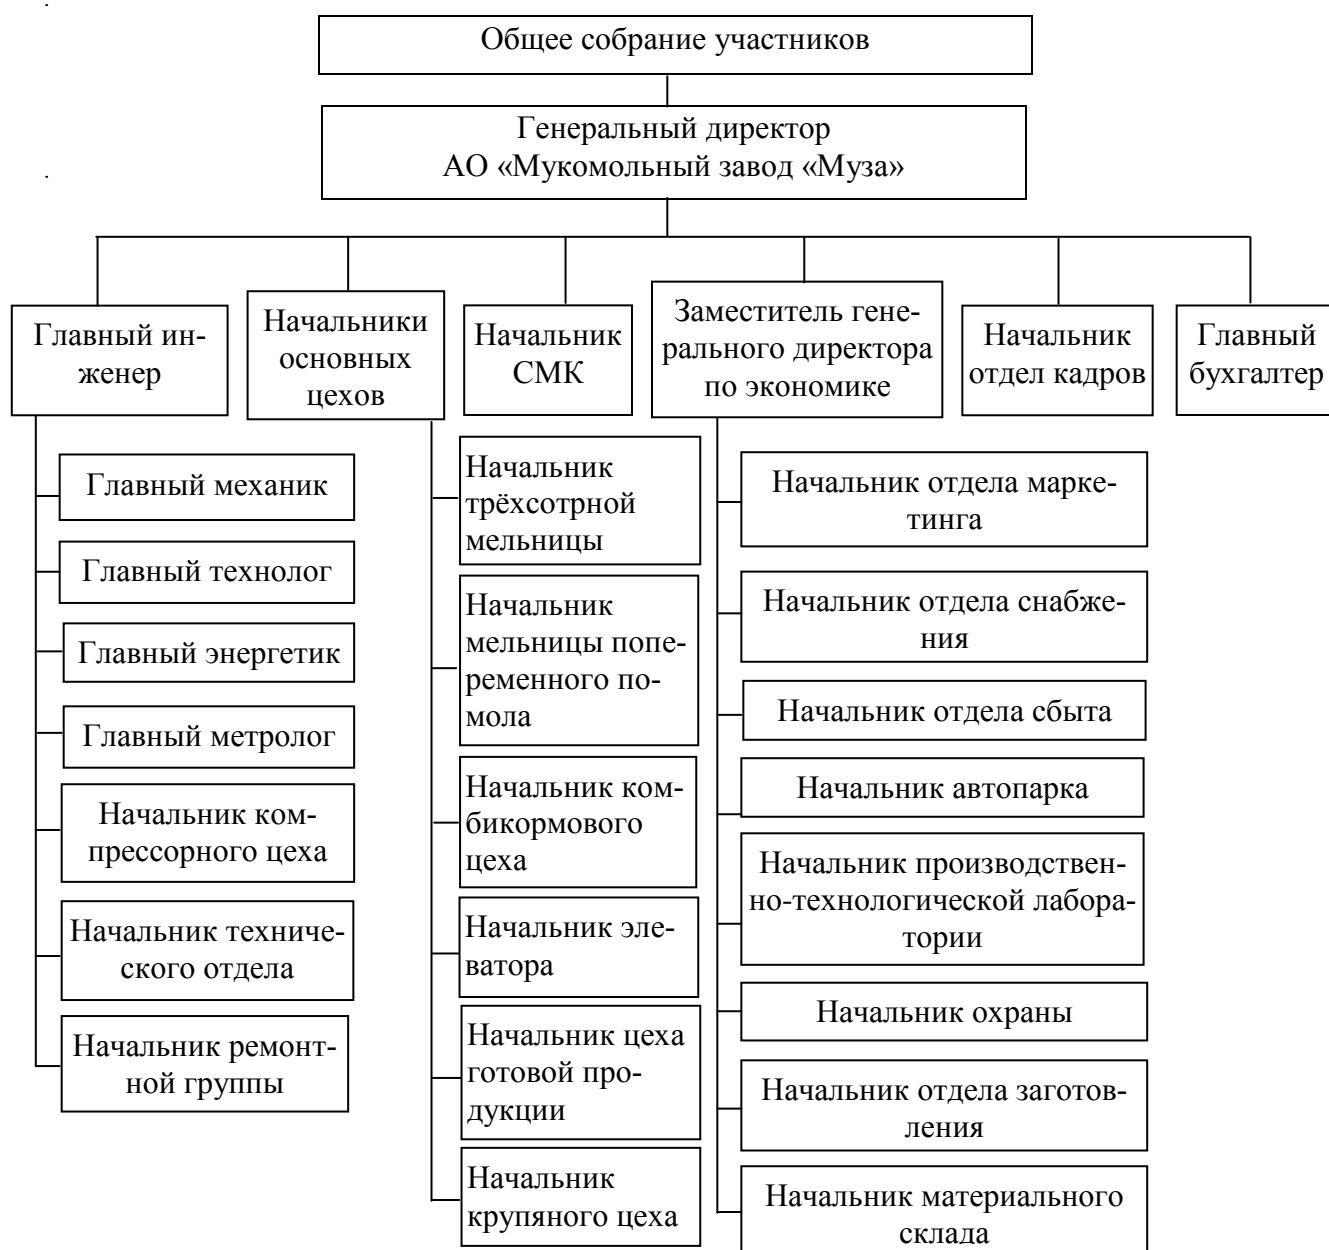 Общее собрание участников
Генеральный директор
АО «Мукомольный завод «Муза»
Главный ин-
женер
Начальники
основных
цехов
Начальник
СМК
Заместитель гене-
рального директора
по экономике
Начальник
отдел кадров
Главный
бухгалтер
Главный механик
Главный технолог
Главный энергетик
Главный метролог
Начальник ком-
прессорного цеха
Начальник техниче-
ского отдела
Начальник ремонт-
ной группы
Начальник
трёхсотрной
мельницы
Начальник
мельницы попе-
ременного по-
мола
Начальник ком-
бикормового
цеха
Начальник эле-
ватора
Начальник цеха
готовой про-
дукции
Начальник
крупяного цеха
Начальник отдела марке-
тинга
Начальник отдела снабже-
ния
Начальник отдела сбыта
Начальник автопарка
Начальник производствен-
но-технологической лабора-
тории
Начальник охраны
Начальник отдела заготов-
ления
Начальник материального
склада